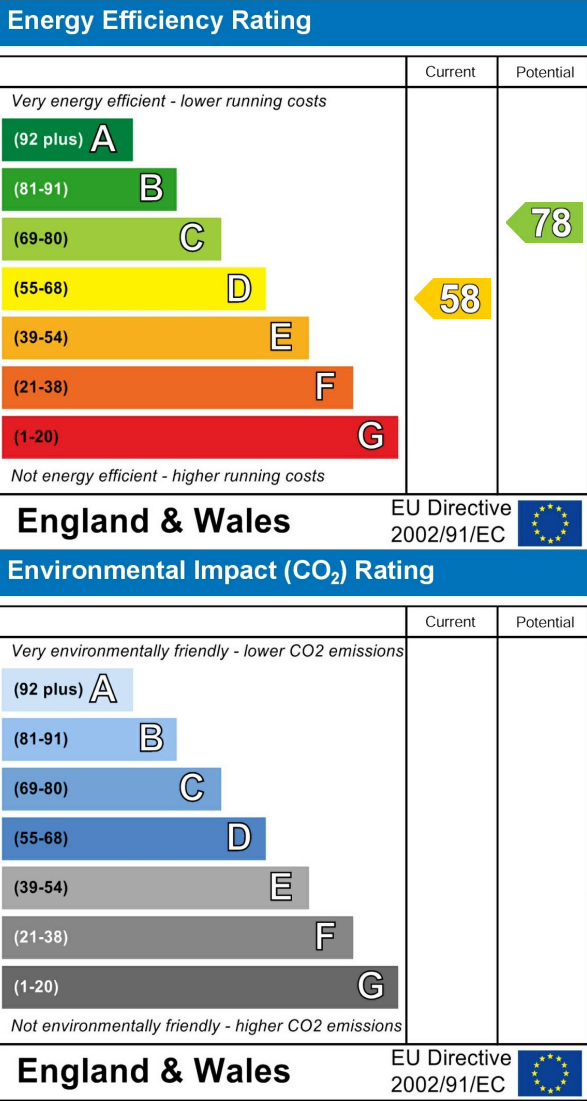 Energy Efficiency Rating
Current Potential
Very energy efficient - lower running costs
(92 plus) A
(81-91) B
(69-80) C
78
(55-68) D
58
(39-54) E
(21-38) F
(1-20) G
Not energy efficient - higher running costs
England & Wales
EU Directive
2002/91/EC
Environmental Impact (CO₂) Rating
Current Potential
Very environmentally friendly - lower CO2 emissions
(92 plus) A
(81-91) B
(69-80) C
(55-68) D
(39-54) E
(21-38) F
(1-20) G
Not environmentally friendly - higher CO2 emissions
England & Wales
EU Directive
2002/91/EC